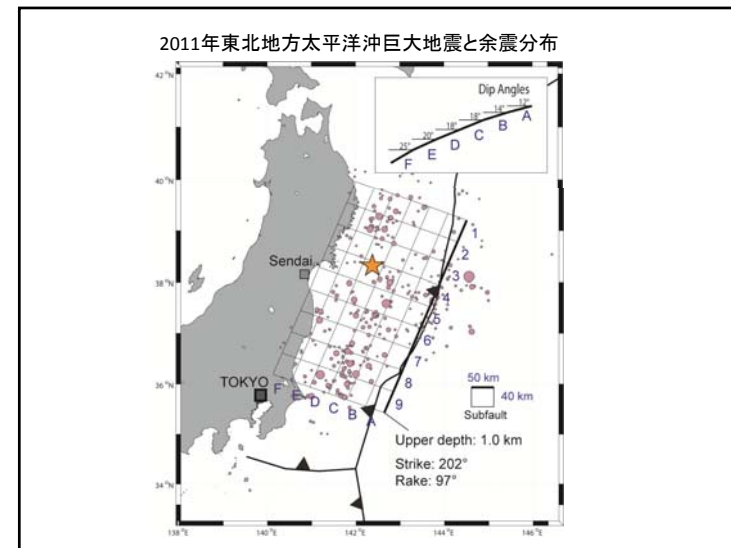 2011年東北地方太平洋沖巨大地震と余震分布
42°N
Dip Angles
12°
14°
18°
18°
20°
25°
A
B
C
D
E
F
40°N
1
2
Sendai
3
38°N
4
5
6
7
TOKYO
F
8
50 km
36°N
E
D
9
40 km
C
B
A
Subfault
Upper depth: 1.0 km
Strike: 202°
Rake: 97°
34°N
138°E
140°E
142°E
144°E
146°E